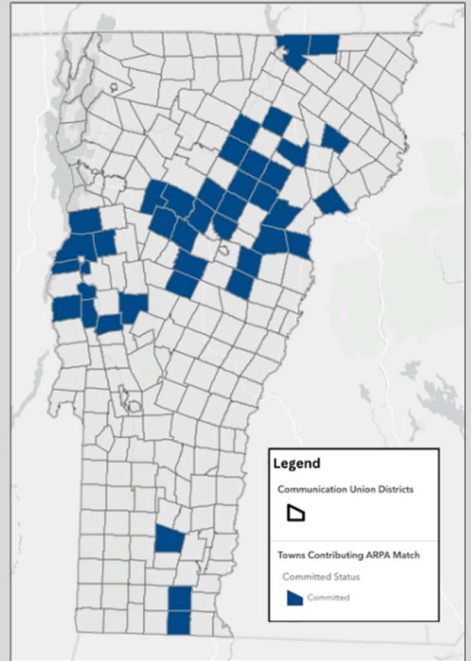 Legend
Communication Union Districts
Towns Contributing ARPA Match
Committed Status
Committed